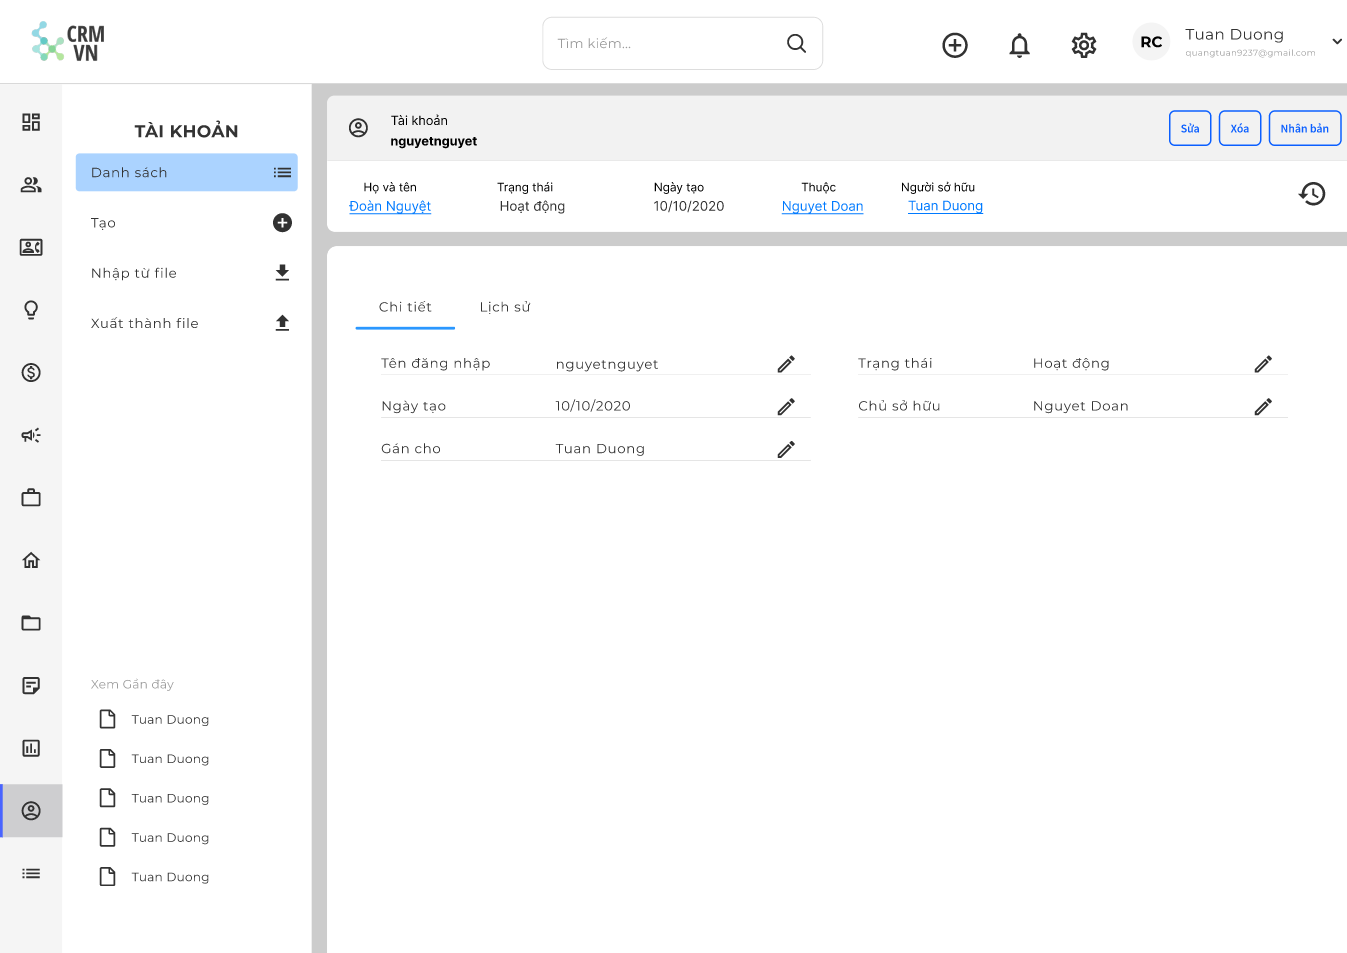 CRM
VN
Tìm kiếm...
RC
Tuan Duong
quangtuan9237@gmail.com
TÀI KHOẢN
Danh sách
Tạo
Nhập từ file
Xuất thành file
Xem Gần đây
Tuan Duong
Tuan Duong
Tuan Duong
Tuan Duong
Tuan Duong
Tài khoản
nguyetnguyet
Sửa
Xóa
Nhân bản
Họ và tên
Đoàn Nguyệt
Trạng thái
Hoạt động
Ngày tạo
10/10/2020
Thuộc
Nguyet Doan
Người sở hữu
Tuan Duong
Chi tiết
Lịch sử
Tên đăng nhập
nguyetnguyet
Trạng thái
Hoạt động
Ngày tạo
10/10/2020
Chủ sở hữu
Nguyet Doan
Gán cho
Tuan Duong